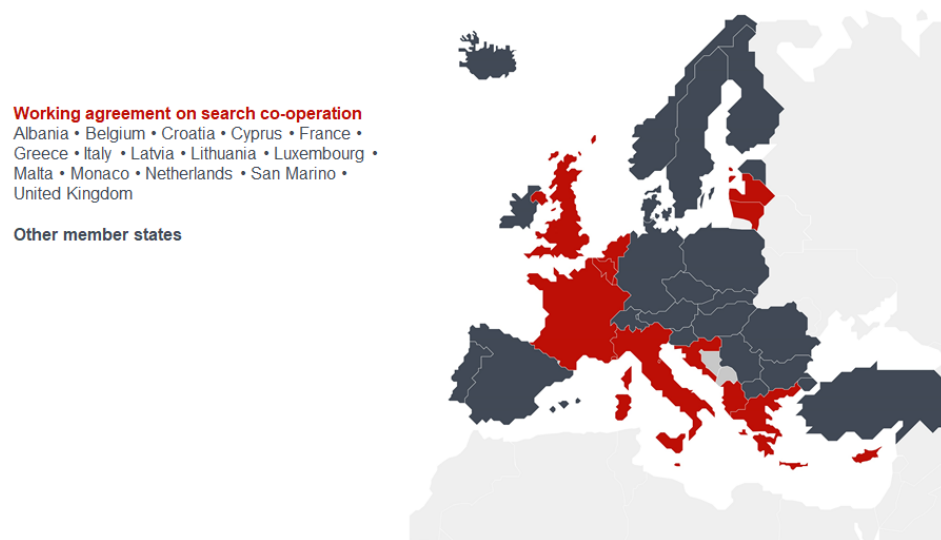 Working agreement on search co-operation
Albania • Belgium • Croatia • Cyprus • France •
Greece • Italy • Latvia • Lithuania • Luxembourg •
Malta • Monaco • Netherlands • San Marino •
United Kingdom
Other member states